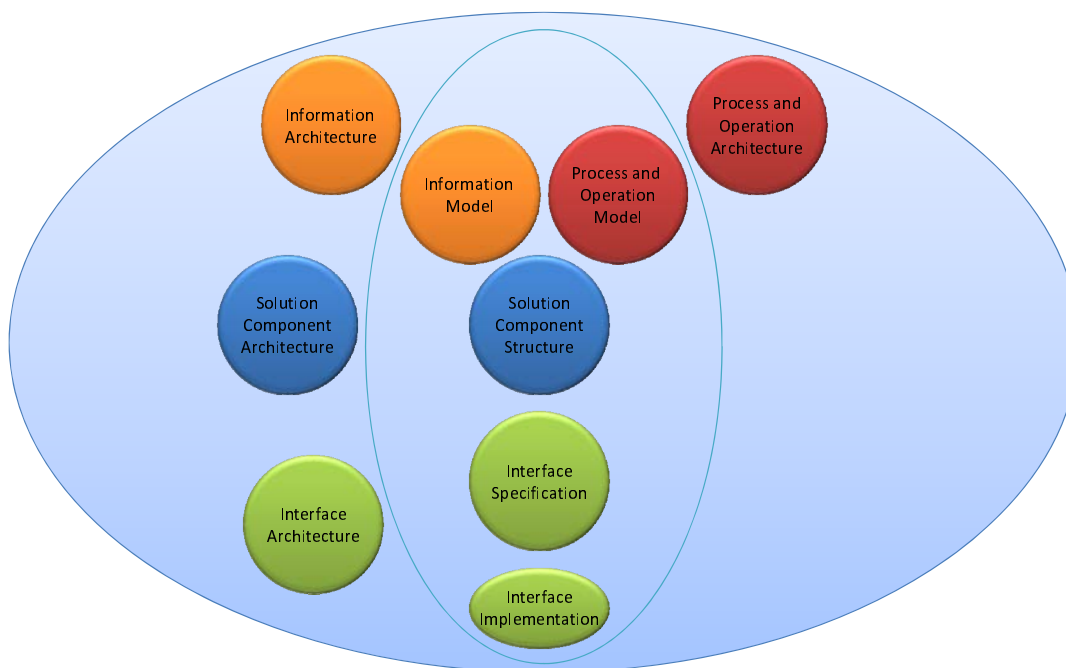 Information
Architecture
Process and
Operation
Architecture
Information
Model
Process and
Operation
Model
Solution
Component
Architecture
Solution
Component
Structure
Interface
Specification
Interface
Architecture
Interface
Implementation